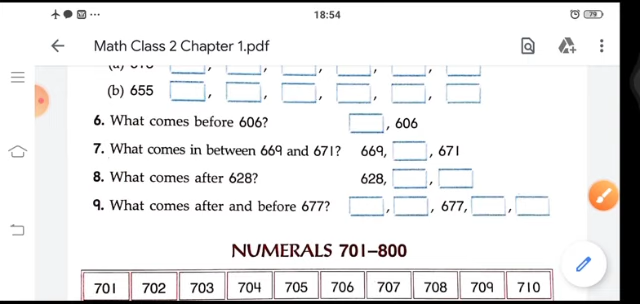 18:54
79
Math Class 2 Chapter 1.pdf
(b) 655 , , , , ,
6. What comes before 606? , 606
7. What comes in between 669 and 671? 669, , 671
8. What comes after 628? 628, ,
9. What comes after and before 677? , , 677, ,
NUMERALS 701–800
701 702 703 704 705 706 707 708 709 710